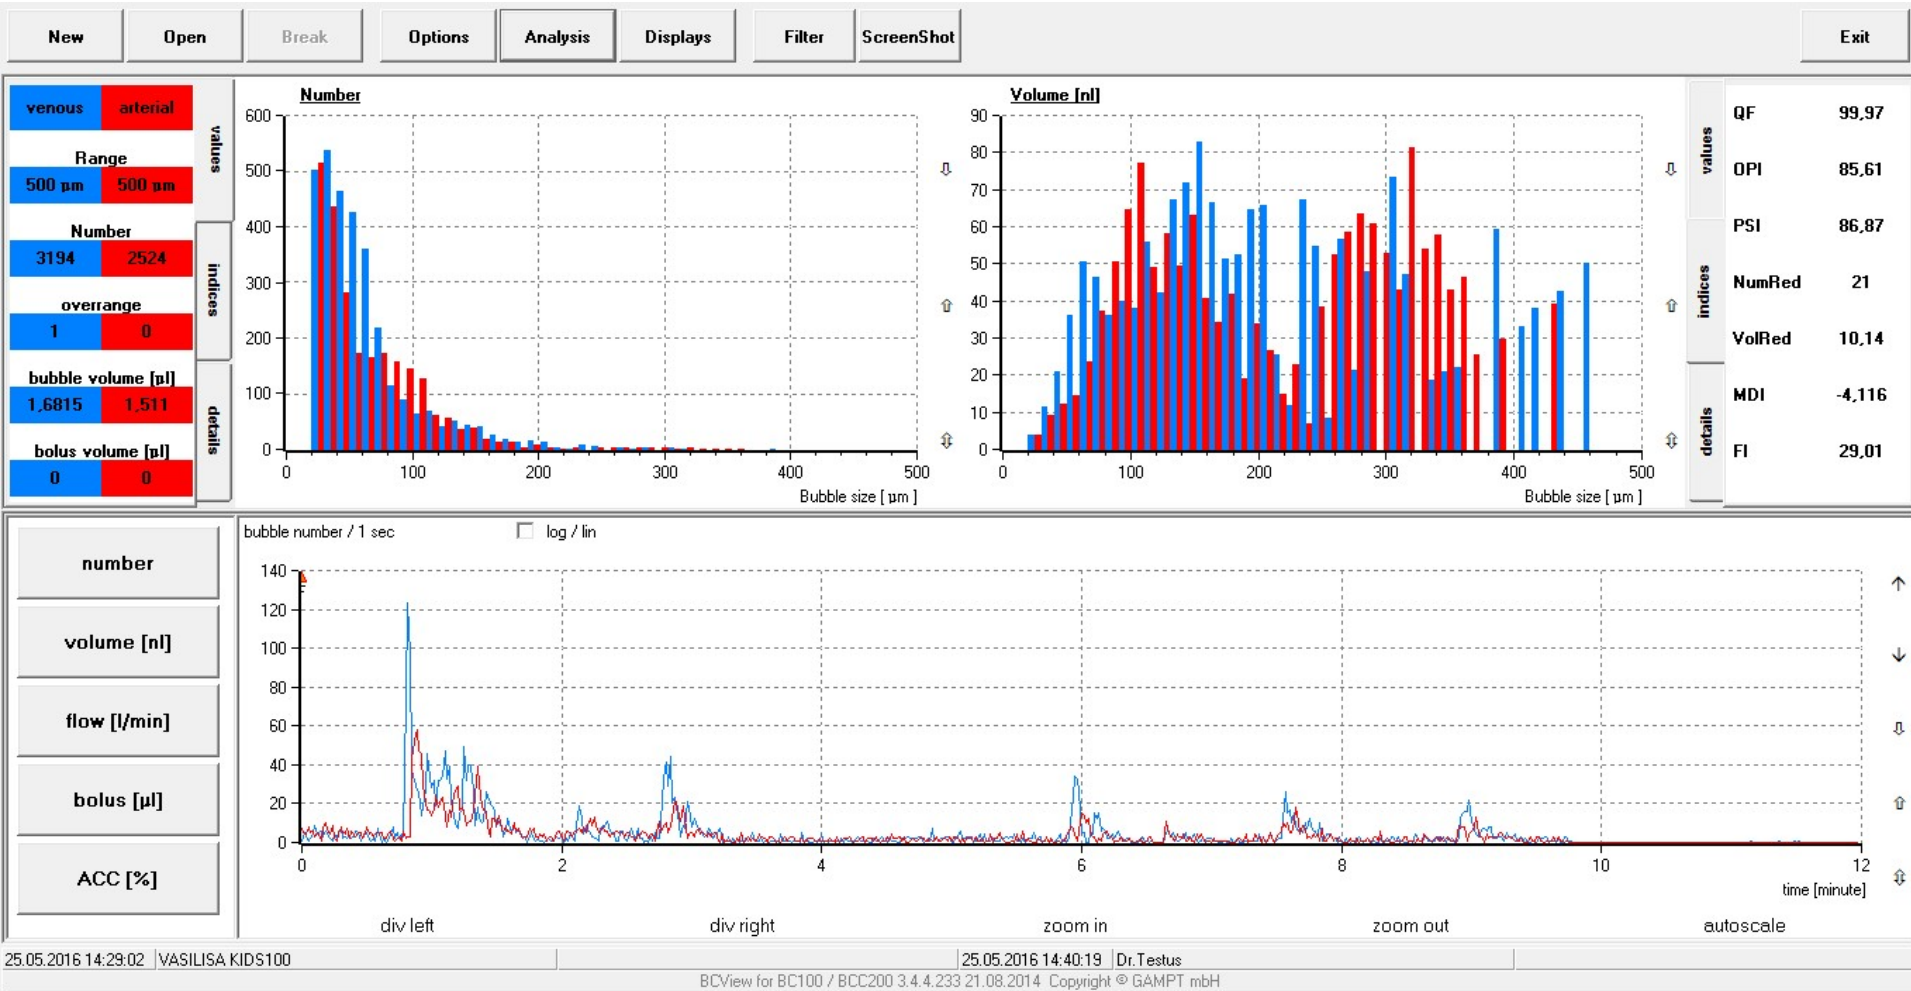 New Open Break Options Analysis Displays Filter ScreenShot Exit
venous arterial
Range
500 µm 500 µm
Number
3194 2524
overrange
1 0
bubble volume [µl]
1,6815 1,511
bolus volume [µl]
0 0
values
indices
details
Number
600
500
400
300
200
100
0
0 100 200 300 400 500
Bubble size [ µm ]
Volume [nl]
90
80
70
60
50
40
30
20
10
0
0 100 200 300 400 500
Bubble size [ µm ]
values
indices
details
QF 99,97
OPI 85,61
PSI 86,87
NumRed 21
VolRed 10,14
MDI -4,116
FI 29,01
number
volume [nl]
flow [l/min]
bolus [µl]
ACC [%]
bubble number / 1 sec log / lin
140
120
100
80
60
40
20
0
0 2 4 6 8 10 12
time [minute]
div left div right zoom in zoom out autoscale
25.05.2016 14:29:02 VASILISA KIDS100 25.05.2016 14:40:19 Dr.Testus
BCView for BC100 / BCC200 3.4.4.233 21.08.2014 Copyright © GAMPT mbH